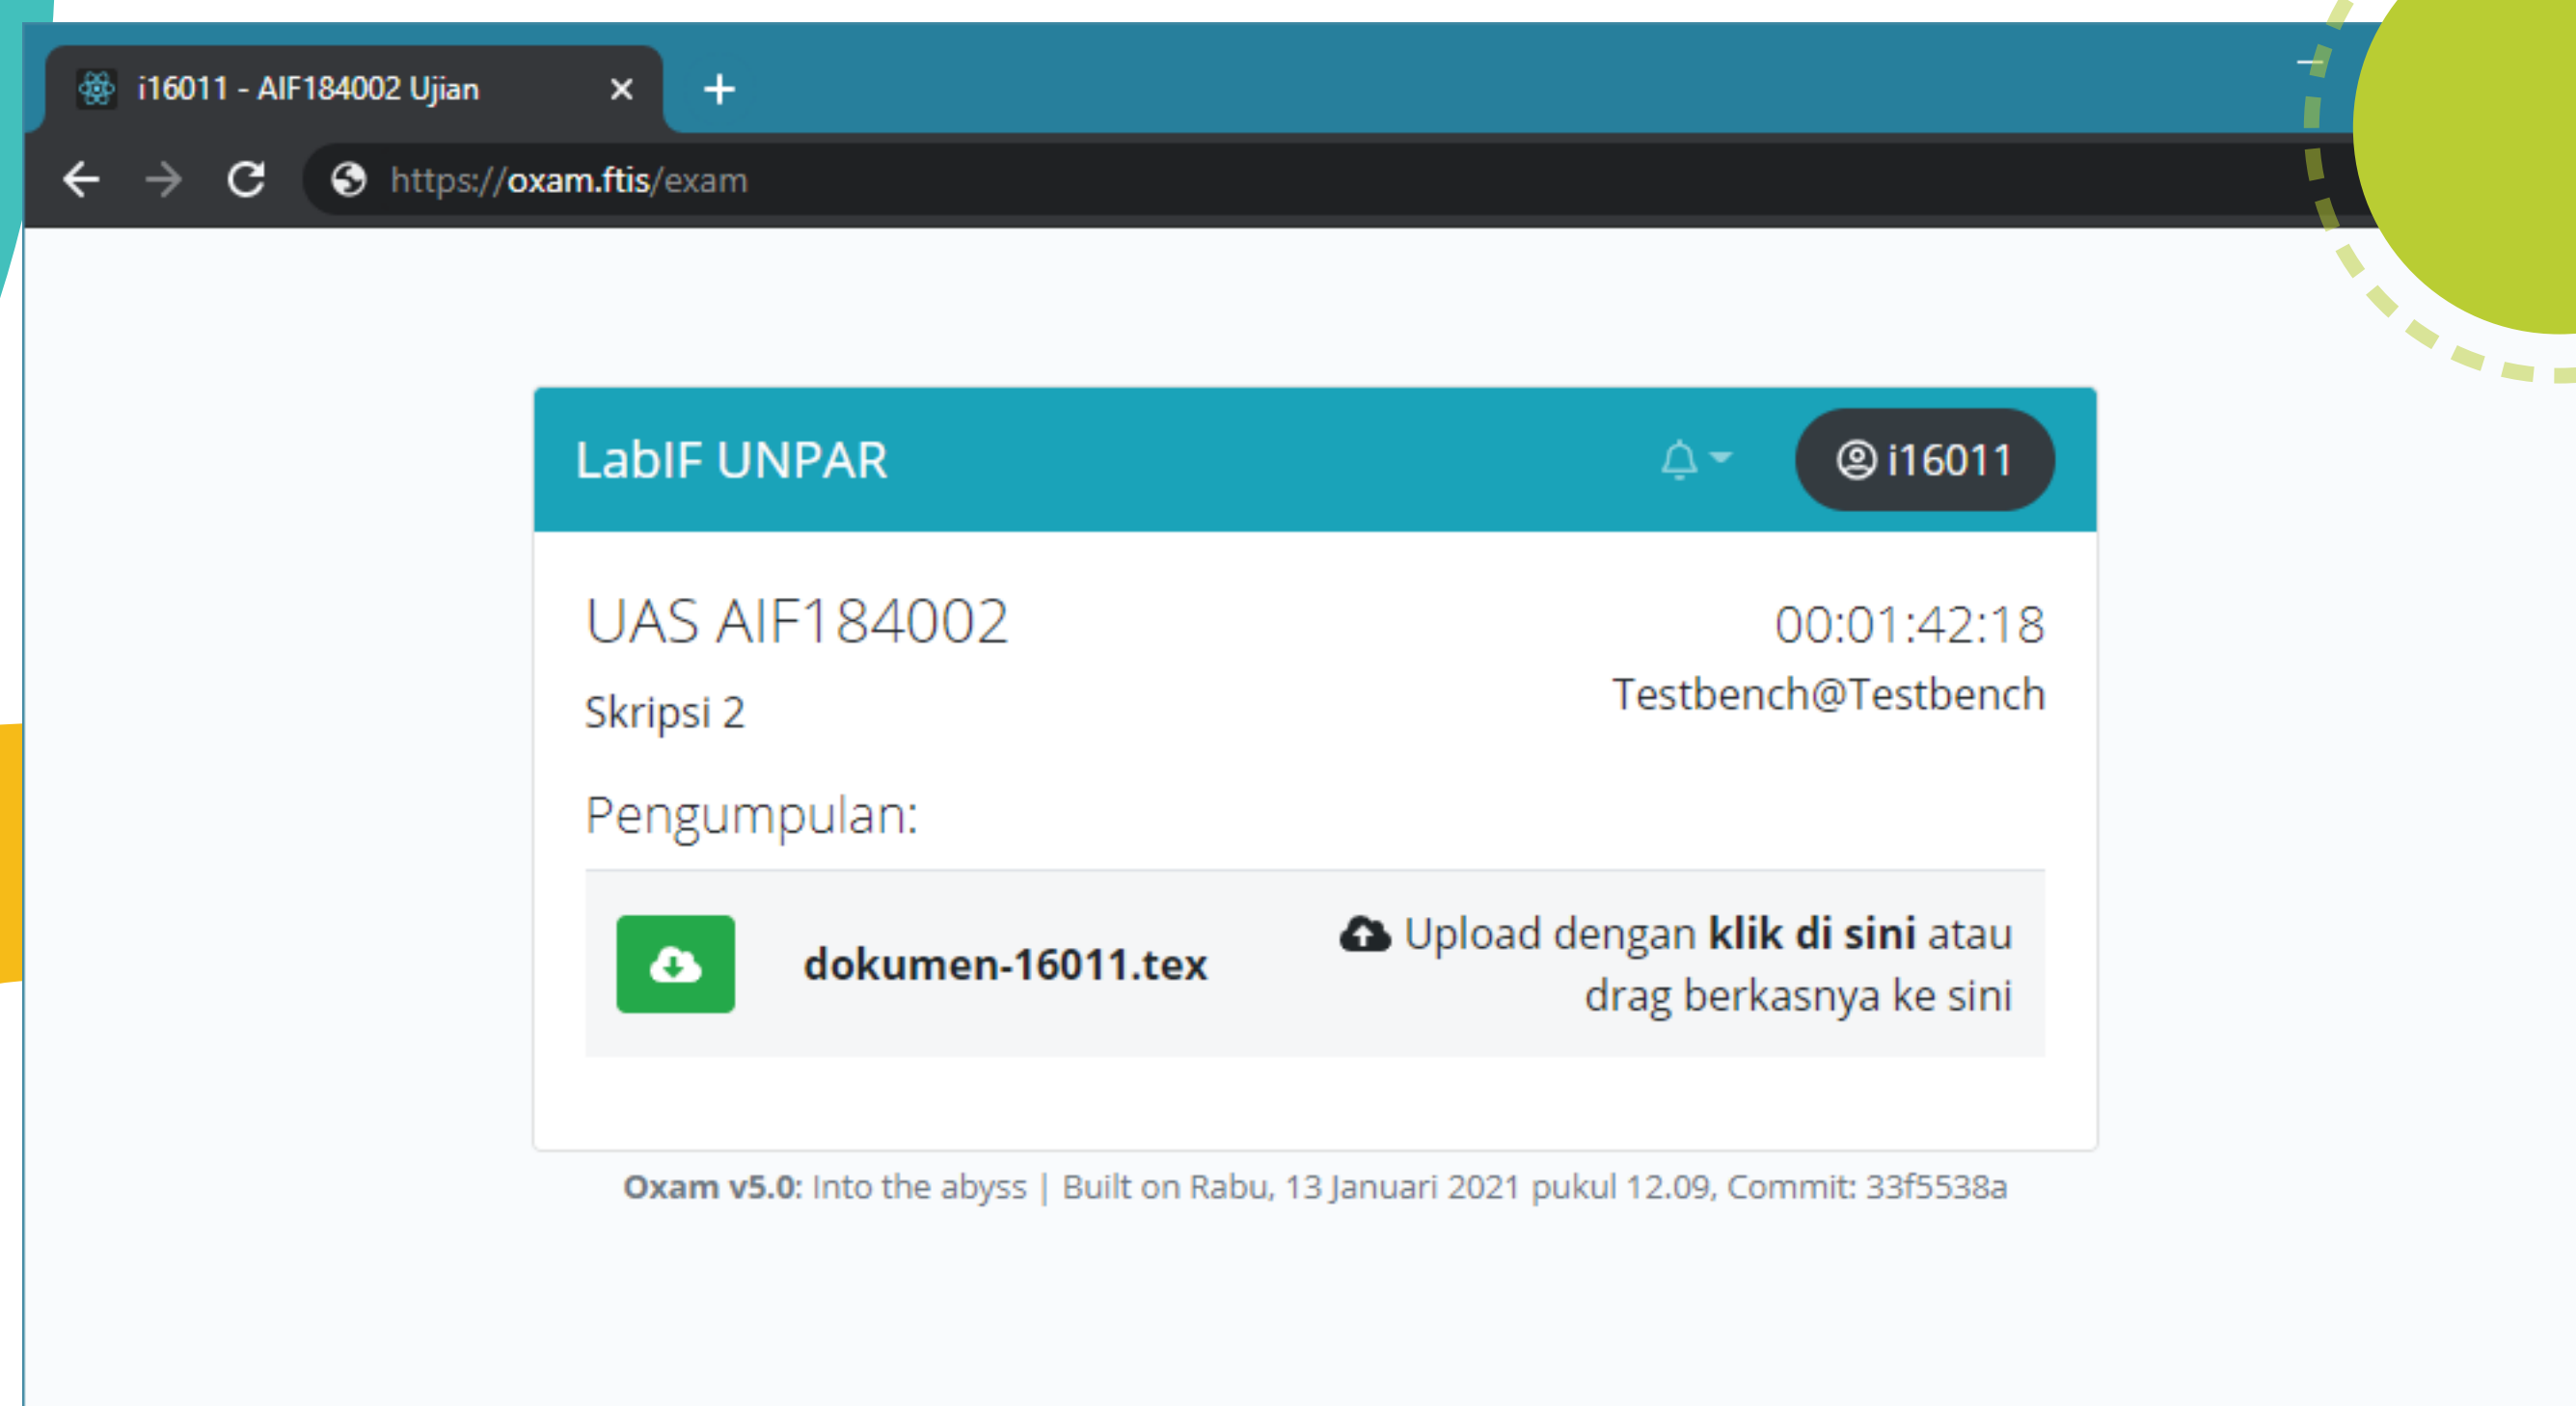 i16011 - AIF184002 Ujian
https://oxam.ftis/exam
LabIF UNPAR
i16011
UAS AIF184002
00:01:42:18
Skripsi 2
Testbench@Testbench
Pengumpulan:
dokumen-16011.tex
Upload dengan klik di sini atau
drag berkasnya ke sini
Oxam v5.0: Into the abyss | Built on Rabu, 13 Januari 2021 pukul 12.09, Commit: 33f5538a